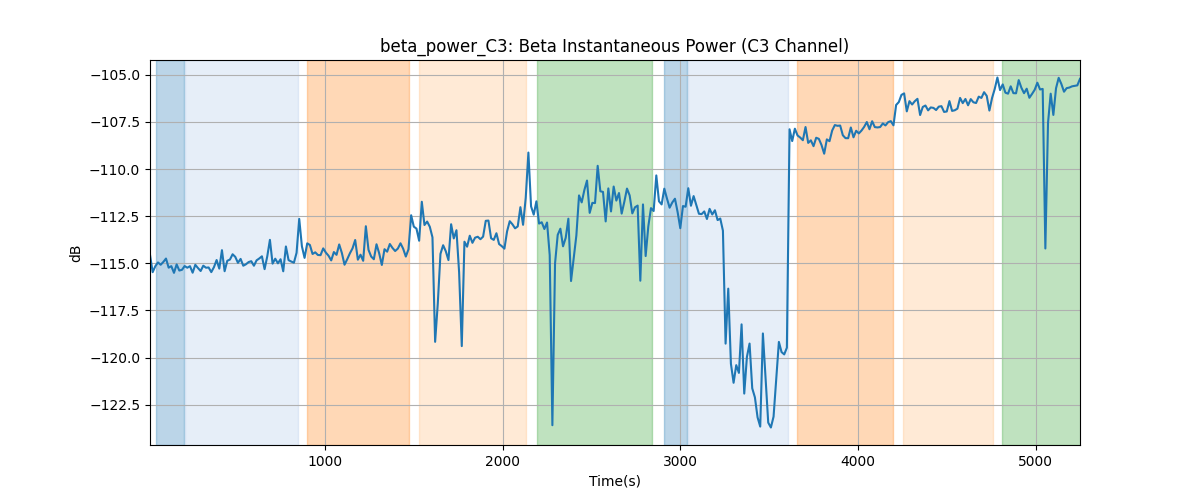 beta_power_C3: Beta Instantaneous Power (C3 Channel)
−105.0
−107.5
−110.0
−112.5
−115.0
−117.5
−120.0
−122.5
dB
1000 2000 3000 4000 5000
Time(s)